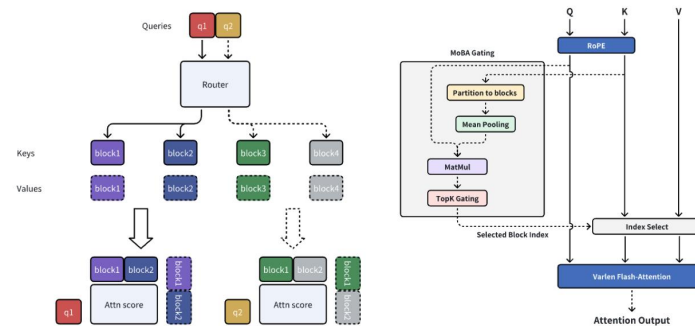 Queries
q1
q2
Router
Keys
block1
block2
block3
block4
Values
block1
block2
block3
block4
block1
block2
block1
block2
q1
Attn score
block1
block2
block1
block2
q2
Attn score
Q
K
V
RoPE
MoBA Gating
Partition to blocks
Mean Pooling
MatMul
TopK Gating
Selected Block Index
Index Select
Varlen Flash-Attention
Attention Output